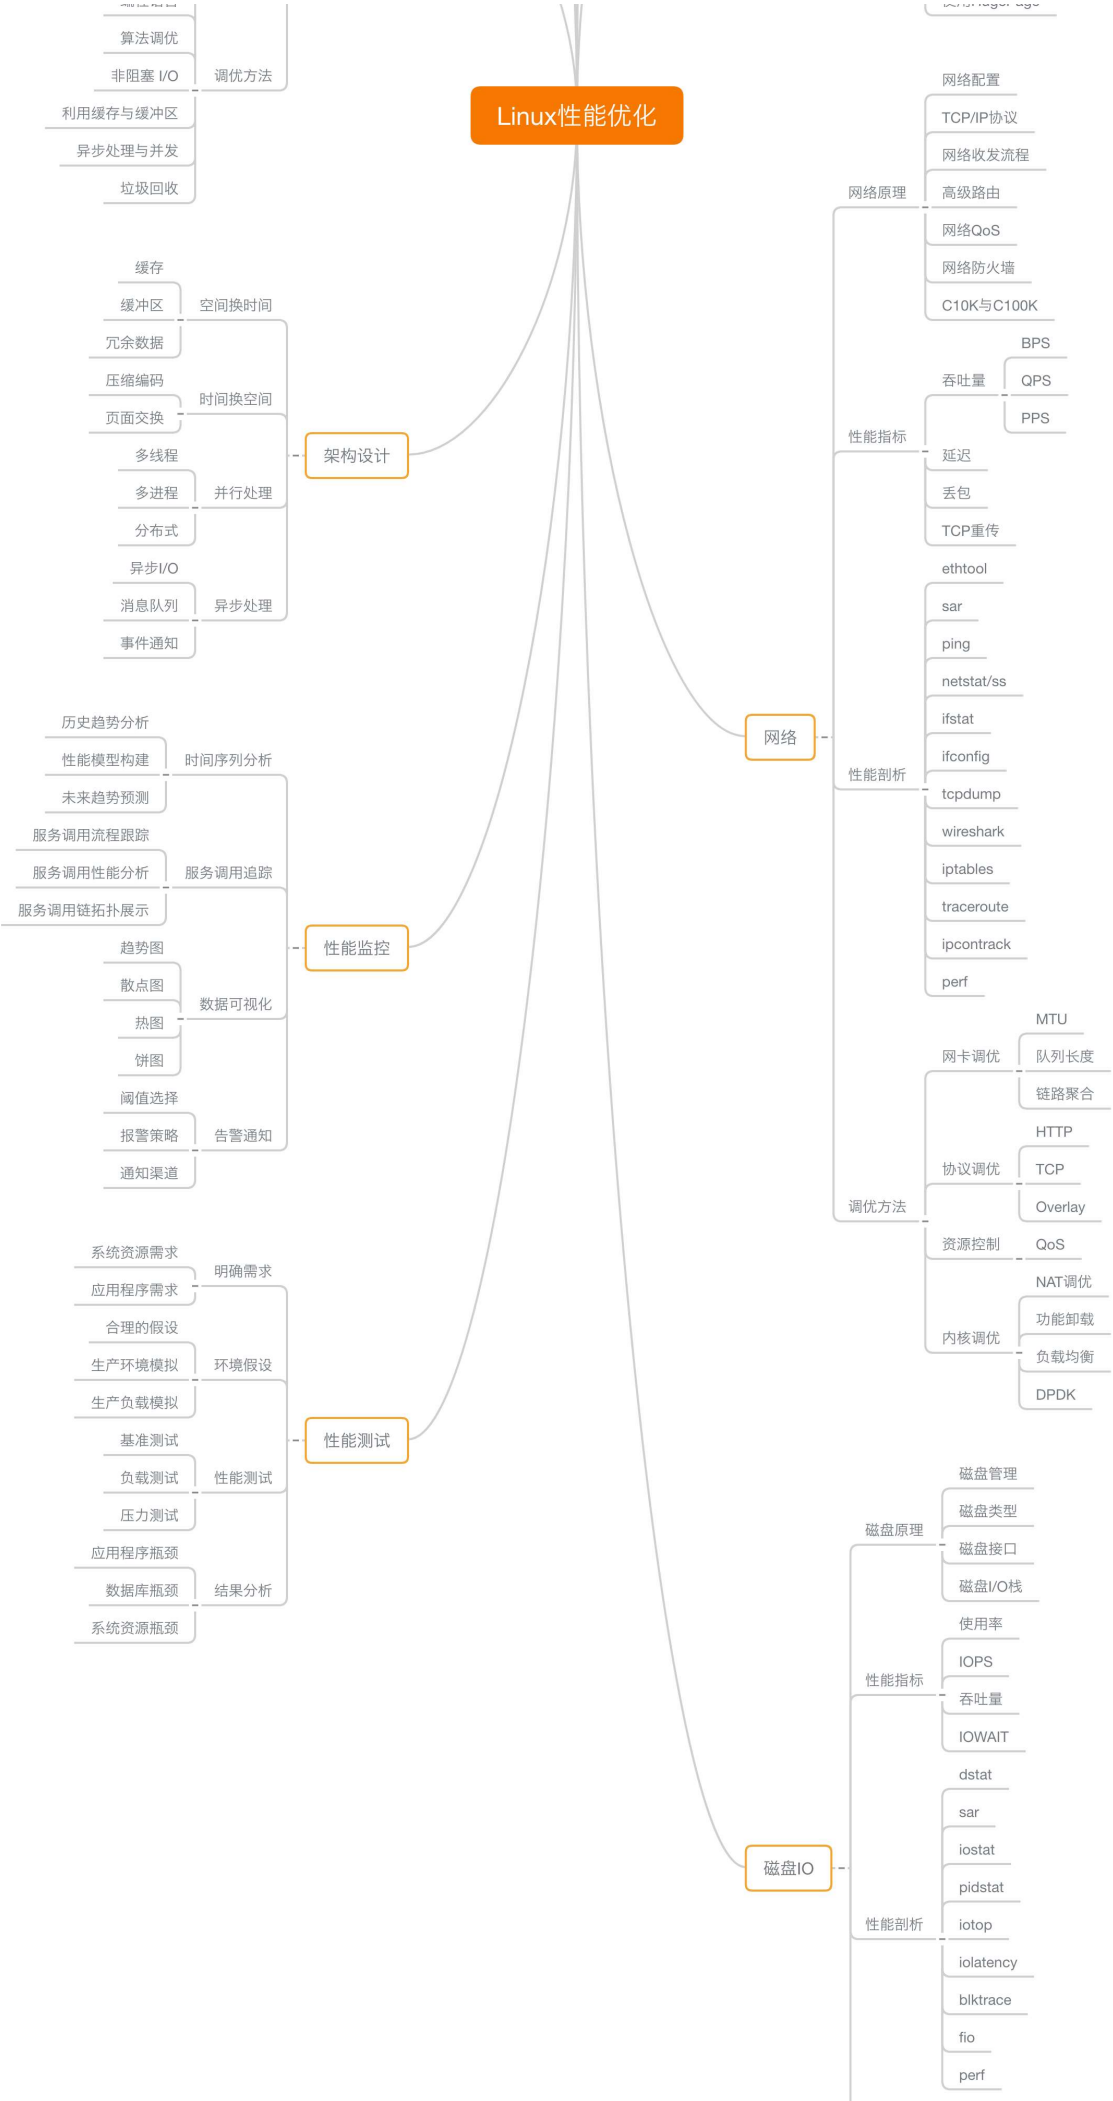 Linux性能优化
算法调优
非阻塞 I/O
利用缓存与缓冲区
异步处理与并发
垃圾回收
调优方法
缓存
缓冲区
冗余数据
空间换时间
压缩编码
页面交换
时间换空间
多线程
多进程
分布式
并行处理
异步I/O
消息队列
事件通知
异步处理
架构设计
历史趋势分析
性能模型构建
未来趋势预测
时间序列分析
服务调用流程跟踪
服务调用性能分析
服务调用链拓扑展示
服务调用追踪
趋势图
散点图
热图
饼图
数据可视化
阈值选择
报警策略
通知渠道
告警通知
性能监控
系统资源需求
应用程序需求
明确需求
合理的假设
生产环境模拟
生产负载模拟
环境假设
基准测试
负载测试
压力测试
性能测试
应用程序瓶颈
数据库瓶颈
系统资源瓶颈
结果分析
性能测试
网络
网络原理
网络配置
TCP/IP协议
网络收发流程
高级路由
网络QoS
网络防火墙
C10K与C100K
性能指标
吞吐量
BPS
QPS
PPS
延迟
丢包
TCP重传
性能剖析
ethtool
sar
ping
netstat/ss
ifstat
ifconfig
tcpdump
wireshark
iptables
traceroute
ipcontrack
perf
调优方法
网卡调优
MTU
队列长度
链路聚合
协议调优
HTTP
TCP
Overlay
资源控制
QoS
内核调优
NAT调优
功能卸载
负载均衡
DPDK
磁盘IO
磁盘原理
磁盘管理
磁盘类型
磁盘接口
磁盘I/O栈
性能指标
使用率
IOPS
吞吐量
IOWAIT
性能剖析
dstat
sar
iostat
pidstat
iotop
iolatency
blktrace
fio
perf